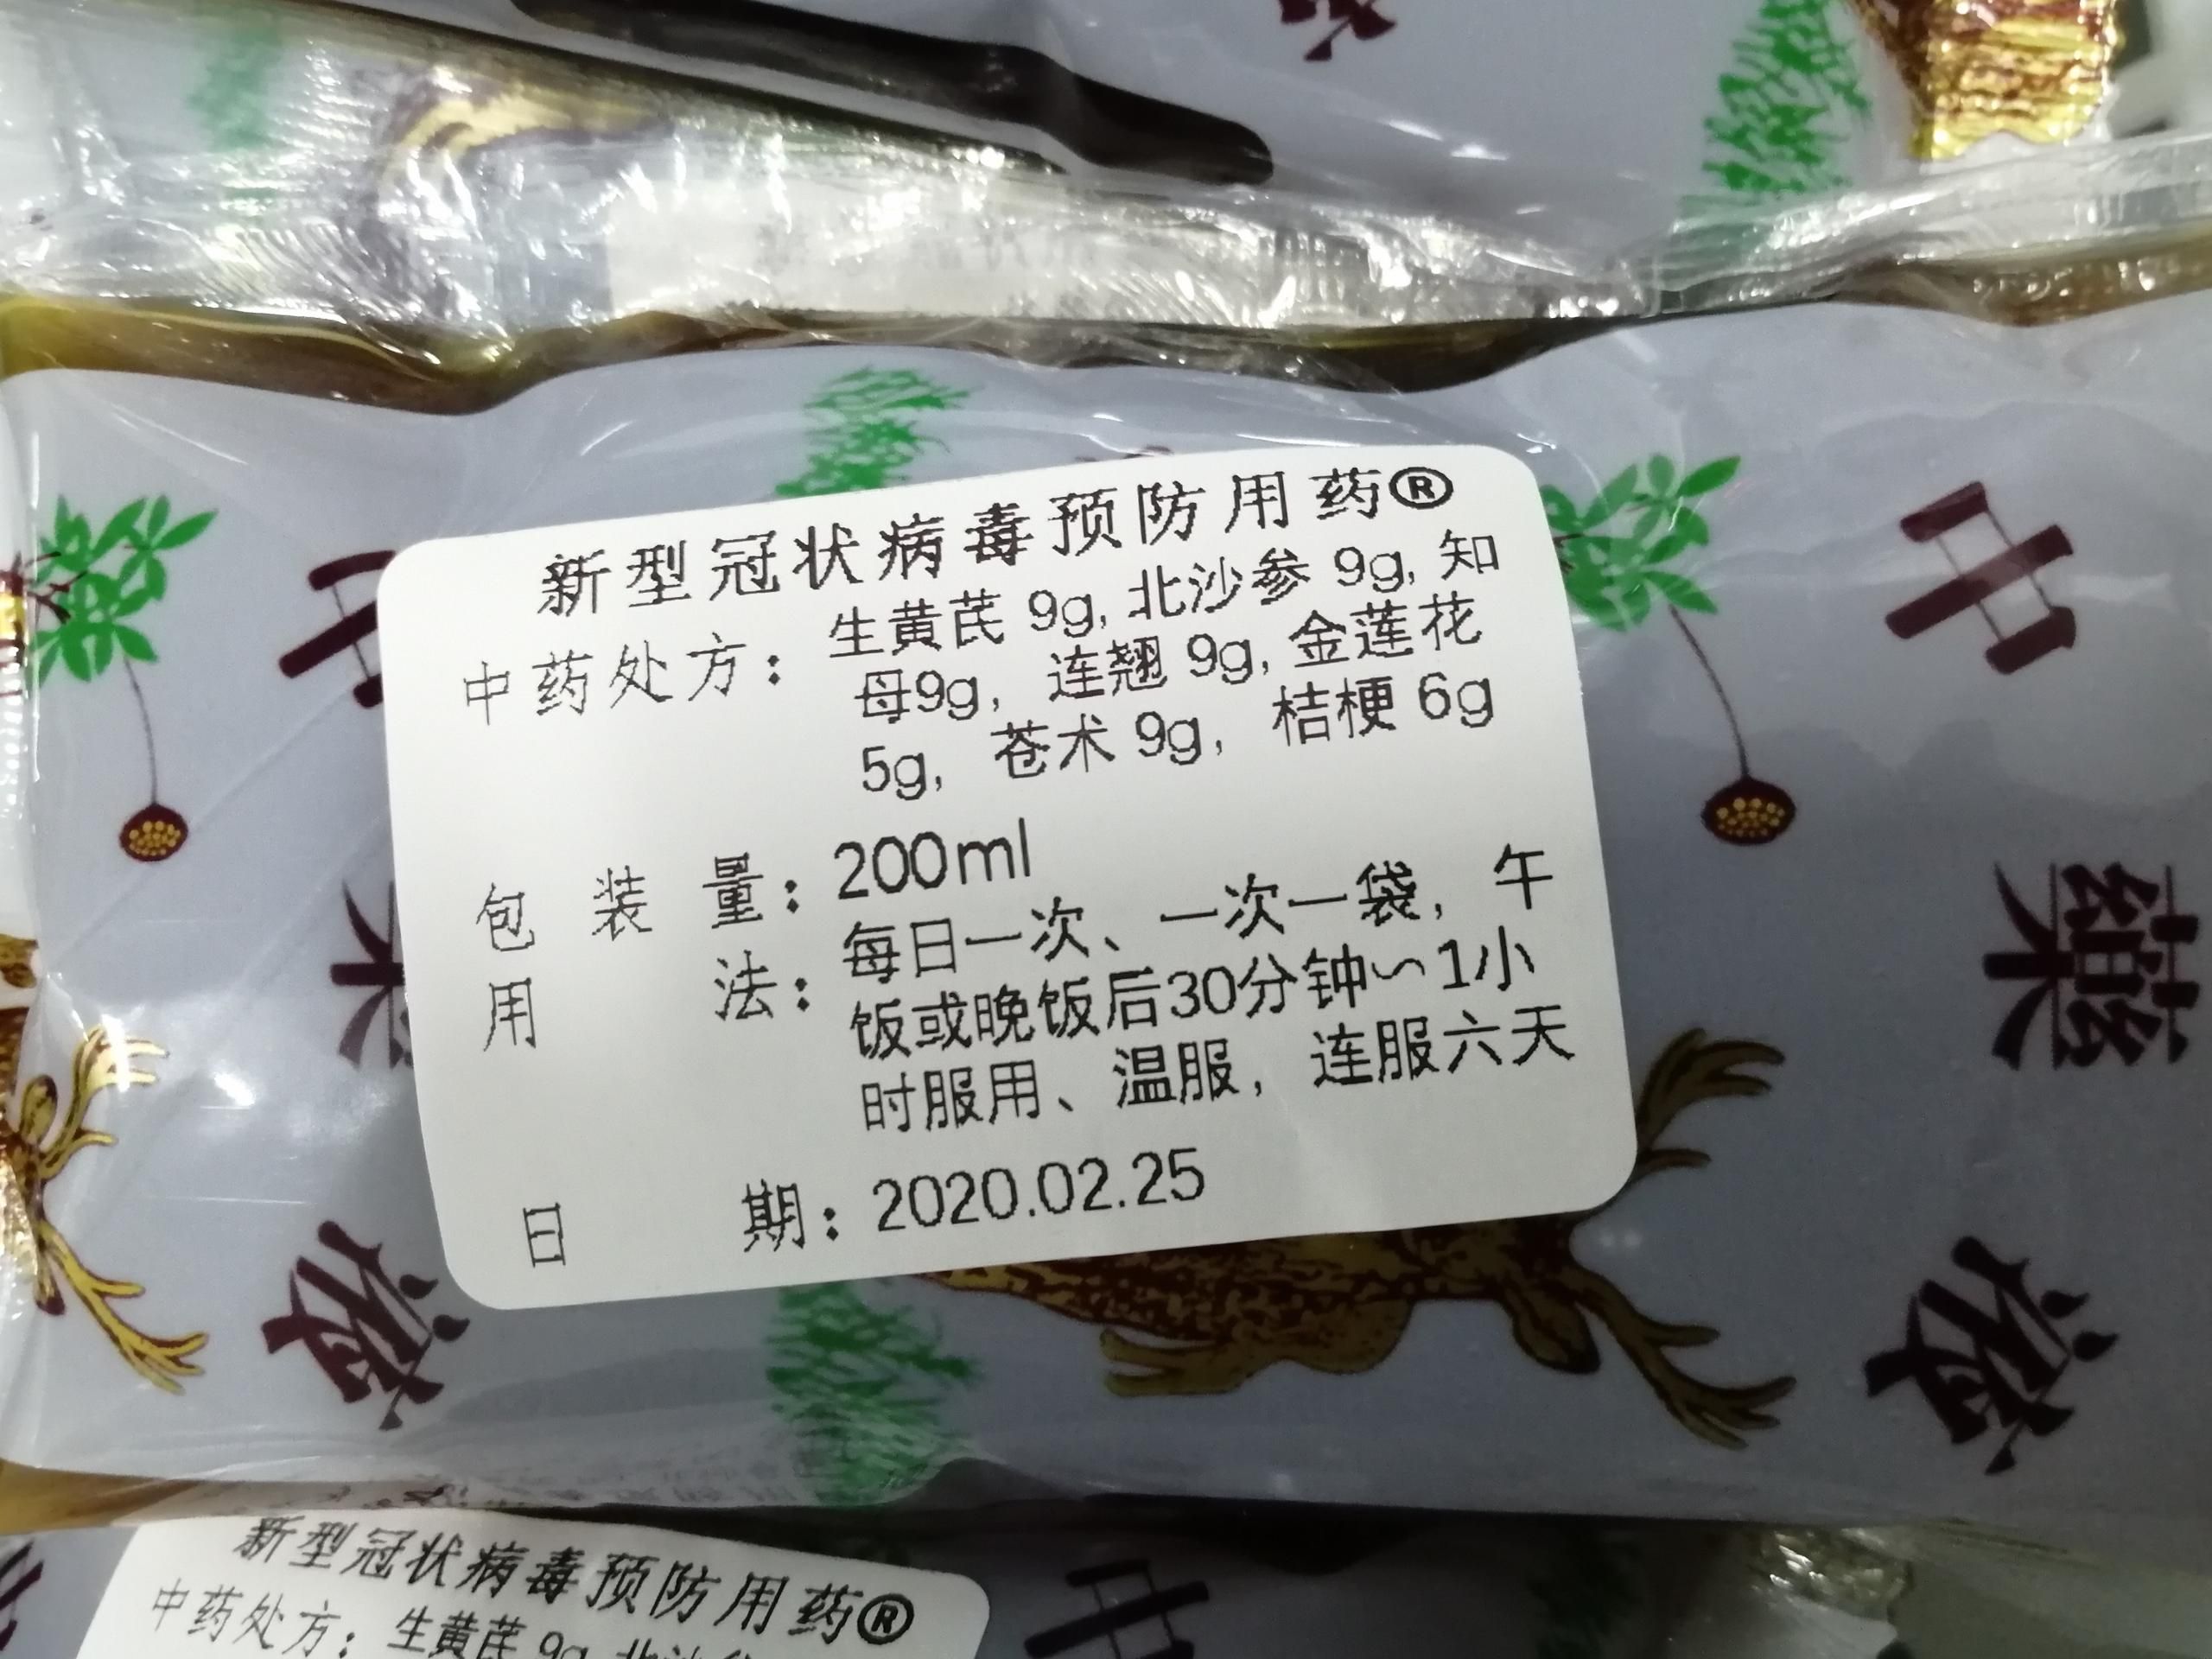 新型冠状病毒预防用药®
中药处方：生黄芪 9g, 北沙参 9g, 知
母9g, 连翘 9g, 金莲花
5g, 苍术 9g, 桔梗 6g
包装量：200ml
用法：每日一次、一次一袋, 午
饭或晚饭后30分钟～1小
时服用、温服, 连服六天
日期：2020.02.25
中
藥
液
新型冠状病毒预防用药®
中药处方：生黄芪 9g
中